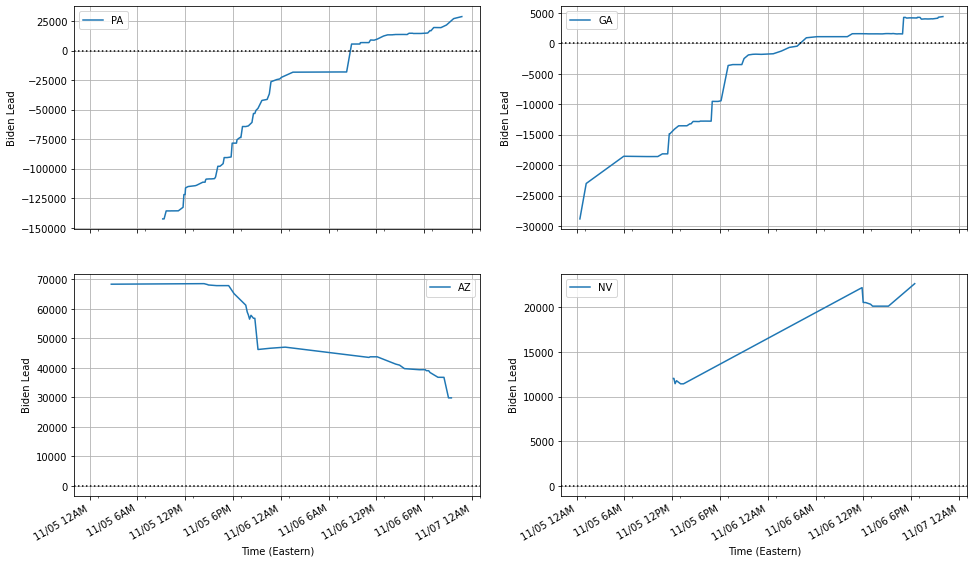 PA
25000
0
−25000
−50000
−75000
−100000
−125000
−150000
Biden Lead
GA
5000
0
−5000
−10000
−15000
−20000
−25000
−30000
Biden Lead
AZ
70000
60000
50000
40000
30000
20000
10000
0
Biden Lead
11/05 12AM
11/05 6AM
11/05 12PM
11/05 6PM
11/06 12AM
11/06 6AM
11/06 12PM
11/06 6PM
11/07 12AM
Time (Eastern)
NV
20000
15000
10000
5000
0
Biden Lead
11/05 12AM
11/05 6AM
11/05 12PM
11/05 6PM
11/06 12AM
11/06 6AM
11/06 12PM
11/06 6PM
11/07 12AM
Time (Eastern)